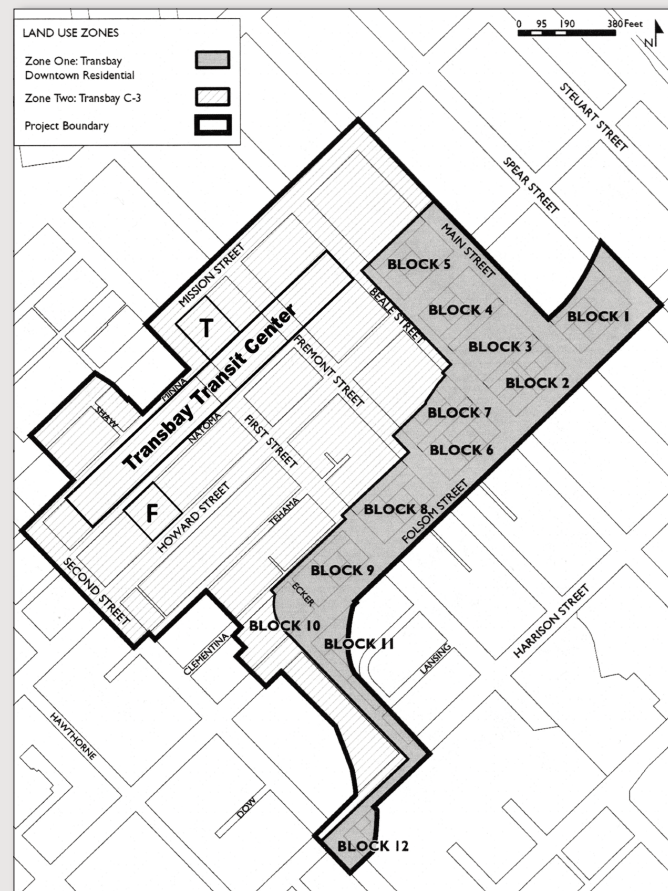 LAND USE ZONES
Zone One: Transbay
Downtown Residential
Zone Two: Transbay C-3
Project Boundary
0 95 190 380 Feet
N
STEUART STREET
SPEAR STREET
MAIN STREET
MISSION STREET
BLOCK 5
BEALE STREET
BLOCK 4
BLOCK 1
T
BLOCK 3
Transbay Transit Center
FREMONT STREET
BLOCK 2
MINNA
SHAW
NATOMA
FIRST STREET
BLOCK 7
BLOCK 6
F
HOWARD STREET
TEHAMA
BLOCK 8
FOLSOM STREET
SECOND STREET
BLOCK 9
ECKER
BLOCK 10
HARRISON STREET
CLEMENTINA
BLOCK 11
LANSING
HAWTHORNE
DOW
BLOCK 12